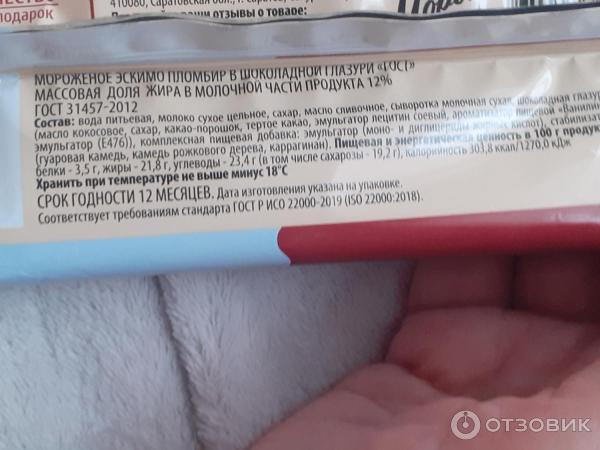 410080, Саратовская обл., г. Саратов,
подарок
отзывы о товаре:
МОРОЖЕНОЕ ЭСКИМО ПЛОМБИР В ШОКОЛАДНОЙ ГЛАЗУРИ «ГОСТ»
МАССОВАЯ ДОЛЯ ЖИРА В МОЛОЧНОЙ ЧАСТИ ПРОДУКТА 12%
ГОСТ 31457-2012
Состав: вода питьевая, молоко сухое цельное, сахар, масло сливочное, сыворотка молочная сухая, шоколадная глазурь
(масло кокосовое, сахар, какао-порошок, тертое какао, эмульгатор лецитин соевый, ароматизатор пищевой «Ванилин
эмульгатор (Е476)), комплексная пищевая добавка: эмульгатор (моно- и диглицериды жирных кислот), стабилиза
(гуаровая камедь, камедь рожкового дерева, каррагинан). Пищевая и энергетическая ценность в 100 г продук
белки - 3,5 г, жиры - 21,8 г, углеводы - 23,4 г (в том числе сахарозы - 19,2 г), калорийность 303,8 ккал/1270,0 кДж
Хранить при температуре не выше минус 18°С
СРОК ГОДНОСТИ 12 МЕСЯЦЕВ. Дата изготовления указана на упаковке.
Соответствует требованиям стандарта ГОСТ Р ИСО 22000-2019 (ISO 22000:2018).
ОТЗОВИК